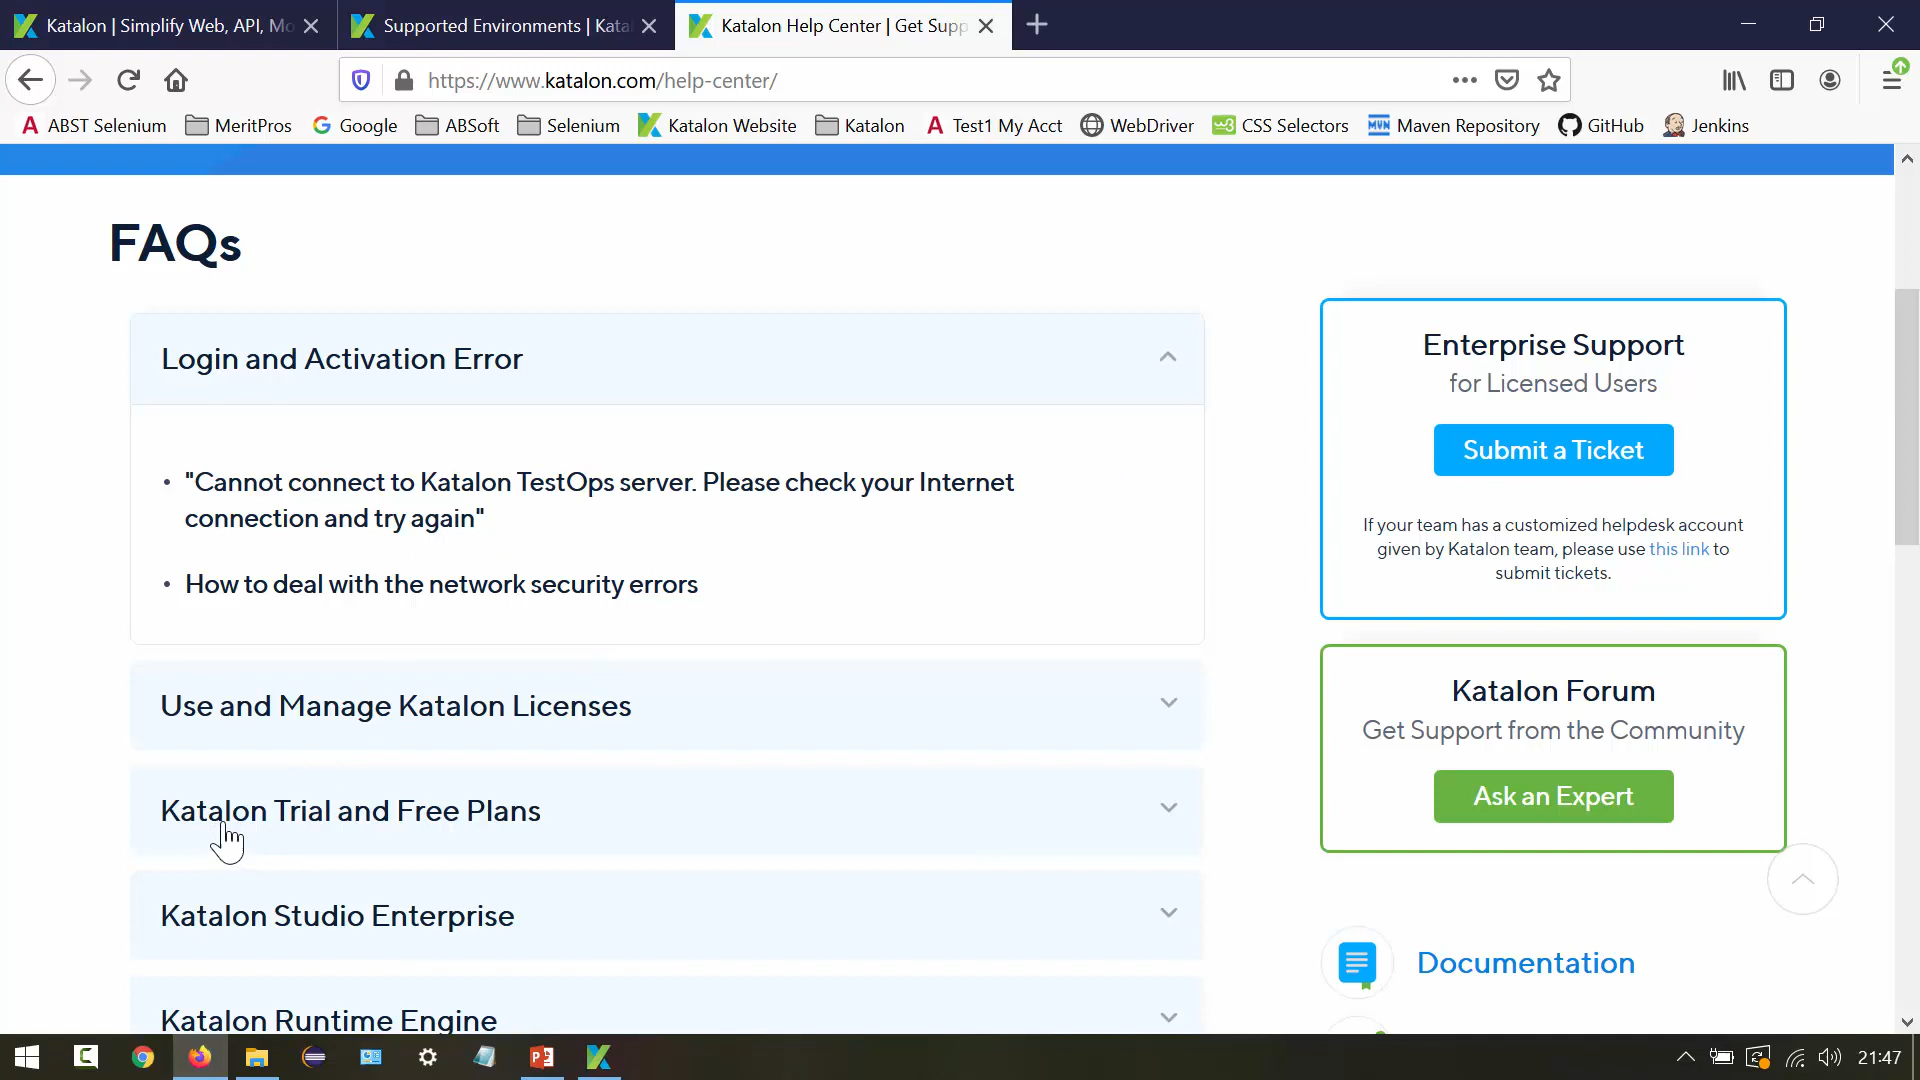 Katalon | Simplify Web, API, Mo
Supported Environments | Kata
Katalon Help Center | Get Supp
https://www.katalon.com/help-center/
ABST Selenium
MeritPros
Google
ABSoft
Selenium
Katalon Website
Katalon
Test1 My Acct
WebDriver
CSS Selectors
Maven Repository
GitHub
Jenkins
FAQs
Login and Activation Error
• "Cannot connect to Katalon TestOps server. Please check your Internet
connection and try again"
• How to deal with the network security errors
Use and Manage Katalon Licenses
Katalon Trial and Free Plans
Katalon Studio Enterprise
Katalon Runtime Engine
Enterprise Support
for Licensed Users
Submit a Ticket
If your team has a customized helpdesk account
given by Katalon team, please use this link to
submit tickets.
Katalon Forum
Get Support from the Community
Ask an Expert
Documentation
21:47